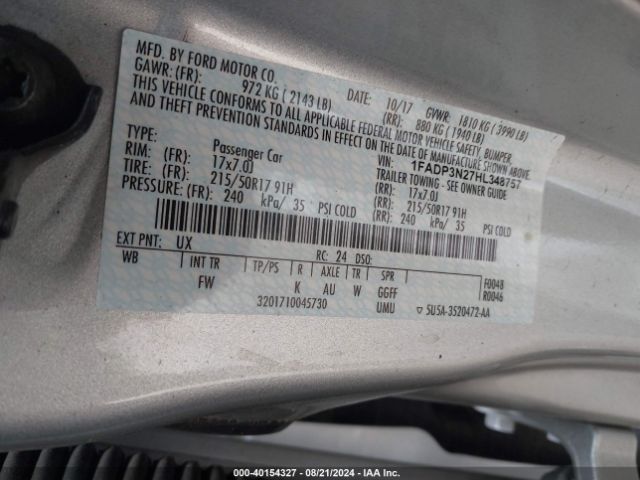 MFD. BY FORD MOTOR CO.
DATE: 10/17 GVWR: 1810 KG (3990 LB)
GAWR: (FR): 972 KG (2143 LB) (RR): 880 KG (1940 LB)
THIS VEHICLE CONFORMS TO ALL APPLICABLE FEDERAL MOTOR VEHICLE SAFETY, BUMPER,
AND THEFT PREVENTION STANDARDS IN EFFECT ON THE DATE OF MANUFACTURE SHOWN ABOVE.
VIN: 1FADP3N27HL348757
TYPE: Passenger Car TRAILER TOWING - SEE OWNER GUIDE
RIM: (FR): 17x7.0J (RR): 17x7.0J
TIRE: (FR): 215/50R17 91H (RR): 215/50R17 91H
PRESSURE: (FR): 240 kPa/ 35 PSI COLD (RR): 240 kPa/ 35 PSI COLD
EXT PNT: UX RC: 24 DSO:
WB INT TR TP/PS R AXLE TR SPR F0048
FW K AU W GGFF R0046
3201710045730 UMU ▽ 5U5A-3520472-AA
000-40154327 - 08/21/2024 - IAA Inc.